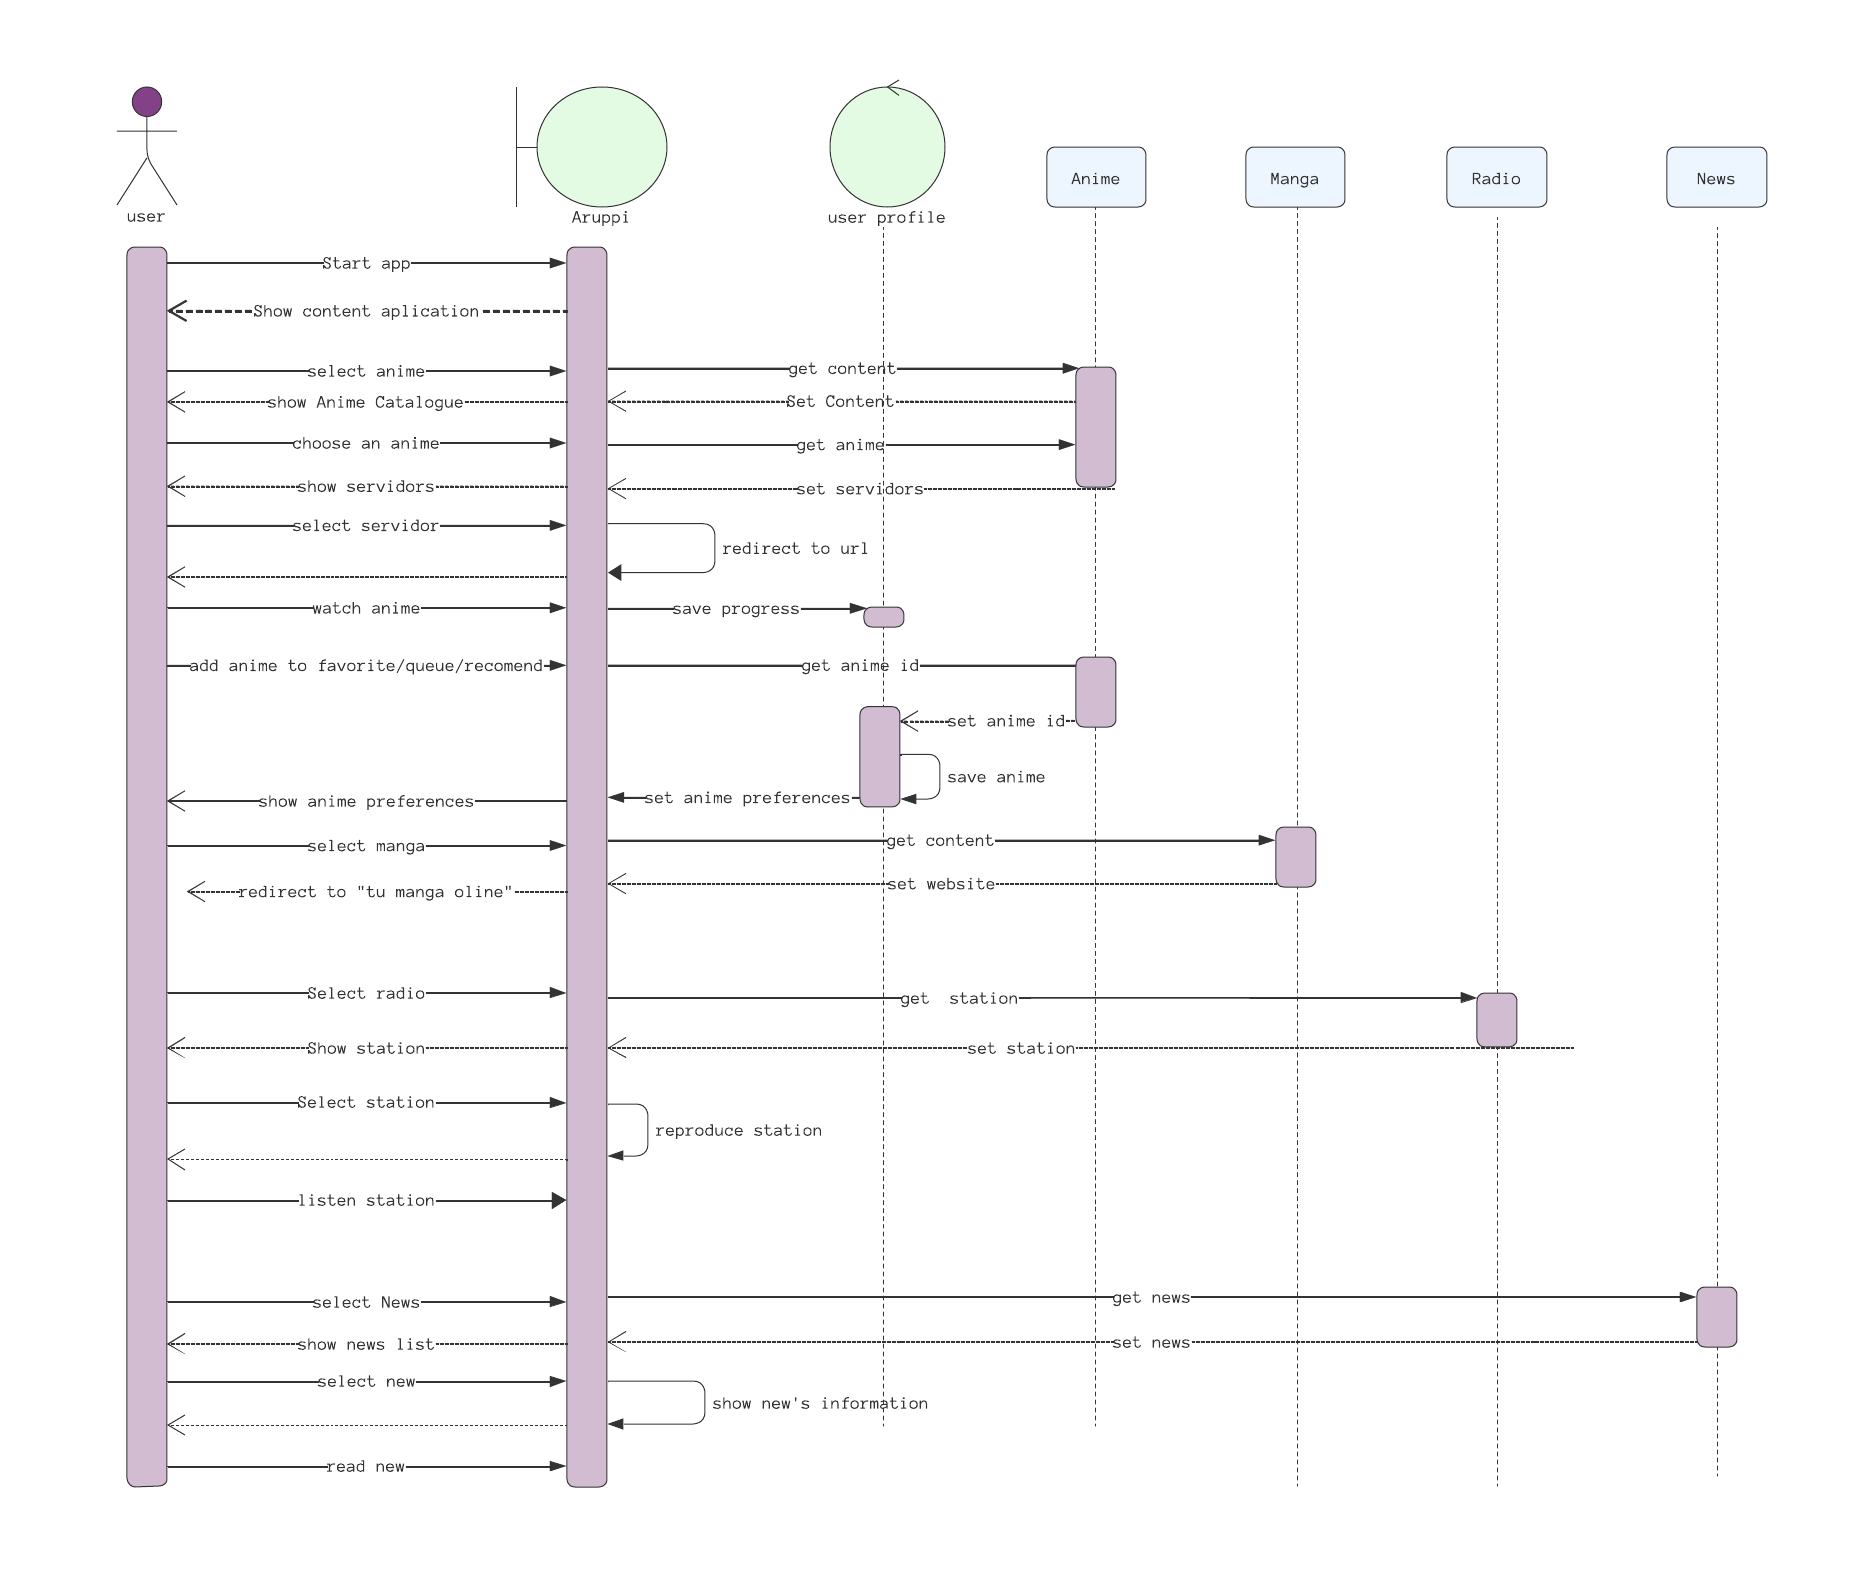 Anime
Manga
Radio
News
user
Aruppi
user profile
Start app
Show content aplication
select anime
get content
show Anime Catalogue
Set Content
choose an anime
get anime
show servidors
set servidors
select servidor
redirect to url
watch anime
save progress
add anime to favorite/queue/recomend
get anime id
set anime id
save anime
show anime preferences
set anime preferences
select manga
get content
redirect to "tu manga oline"
set website
Select radio
get  station
Show station
set station
Select station
reproduce station
listen station
select News
get news
show news list
set news
select new
show new's information
read new